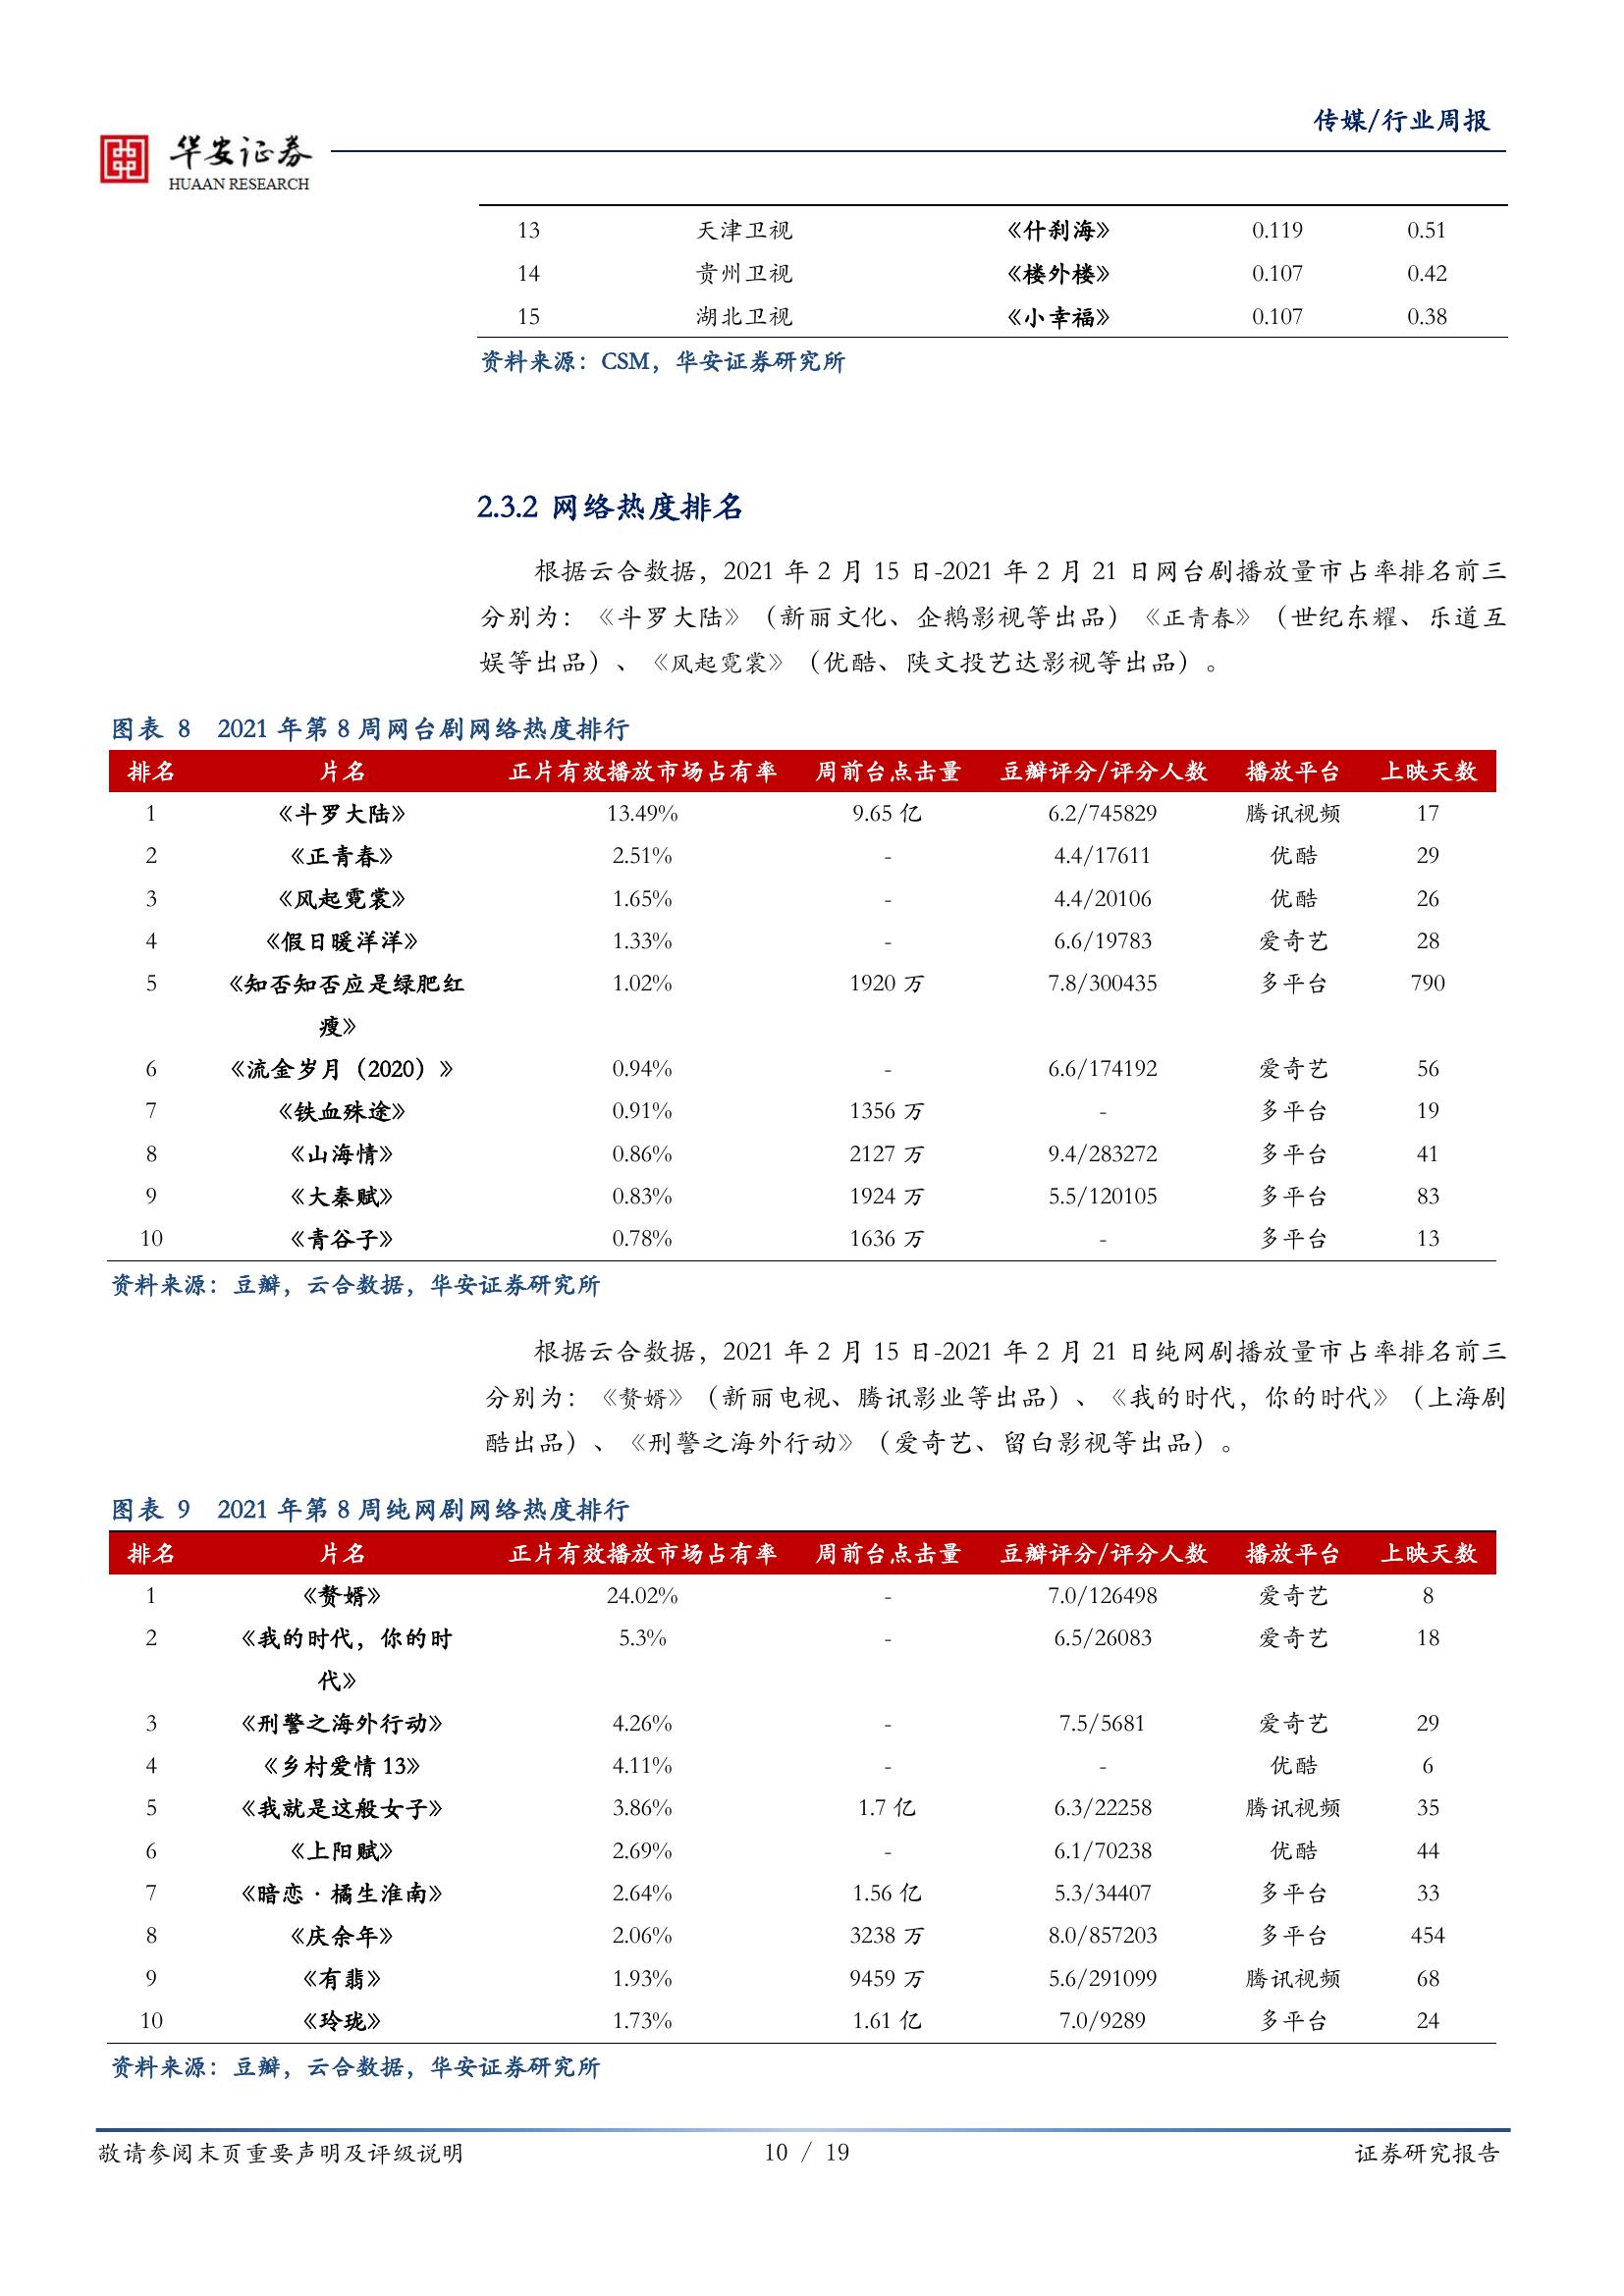 传媒/行业周报
华安证券
HUAAN RESEARCH
13 天津卫视 《什刹海》 0.119 0.51
14 贵州卫视 《楼外楼》 0.107 0.42
15 湖北卫视 《小幸福》 0.107 0.38
资料来源：CSM，华安证券研究所
2.3.2 网络热度排名
根据云合数据，2021 年 2 月 15 日-2021 年 2 月 21 日网台剧播放量市占率排名前三
分别为：《斗罗大陆》（新丽文化、企鹅影视等出品）《正青春》（世纪东耀、乐道互
娱等出品）、《风起霓裳》（优酷、陕文投艺达影视等出品）。
图表 8 2021 年第 8 周网台剧网络热度排行
排名 片名 正片有效播放市场占有率 周前台点击量 豆瓣评分/评分人数 播放平台 上映天数
1 《斗罗大陆》 13.49% 9.65 亿 6.2/745829 腾讯视频 17
2 《正青春》 2.51% - 4.4/17611 优酷 29
3 《风起霓裳》 1.65% - 4.4/20106 优酷 26
4 《假日暖洋洋》 1.33% - 6.6/19783 爱奇艺 28
5 《知否知否应是绿肥红 1.02% 1920 万 7.8/300435 多平台 790
瘦》
6 《流金岁月（2020）》 0.94% - 6.6/174192 爱奇艺 56
7 《铁血殊途》 0.91% 1356 万 - 多平台 19
8 《山海情》 0.86% 2127 万 9.4/283272 多平台 41
9 《大秦赋》 0.83% 1924 万 5.5/120105 多平台 83
10 《青谷子》 0.78% 1636 万 - 多平台 13
资料来源：豆瓣，云合数据，华安证券研究所
根据云合数据，2021 年 2 月 15 日-2021 年 2 月 21 日纯网剧播放量市占率排名前三
分别为：《赘婿》（新丽电视、腾讯影业等出品）、《我的时代，你的时代》（上海剧
酷出品）、《刑警之海外行动》（爱奇艺、留白影视等出品）。
图表 9 2021 年第 8 周纯网剧网络热度排行
排名 片名 正片有效播放市场占有率 周前台点击量 豆瓣评分/评分人数 播放平台 上映天数
1 《赘婿》 24.02% - 7.0/126498 爱奇艺 8
2 《我的时代，你的时 5.3% - 6.5/26083 爱奇艺 18
代》
3 《刑警之海外行动》 4.26% - 7.5/5681 爱奇艺 29
4 《乡村爱情 13》 4.11% - - 优酷 6
5 《我就是这般女子》 3.86% 1.7 亿 6.3/22258 腾讯视频 35
6 《上阳赋》 2.69% - 6.1/70238 优酷 44
7 《暗恋·橘生淮南》 2.64% 1.56 亿 5.3/34407 多平台 33
8 《庆余年》 2.06% 3238 万 8.0/857203 多平台 454
9 《有翡》 1.93% 9459 万 5.6/291099 腾讯视频 68
10 《玲珑》 1.73% 1.61 亿 7.0/9289 多平台 24
资料来源：豆瓣，云合数据，华安证券研究所
敬请参阅末页重要声明及评级说明 10 / 19 证券研究报告